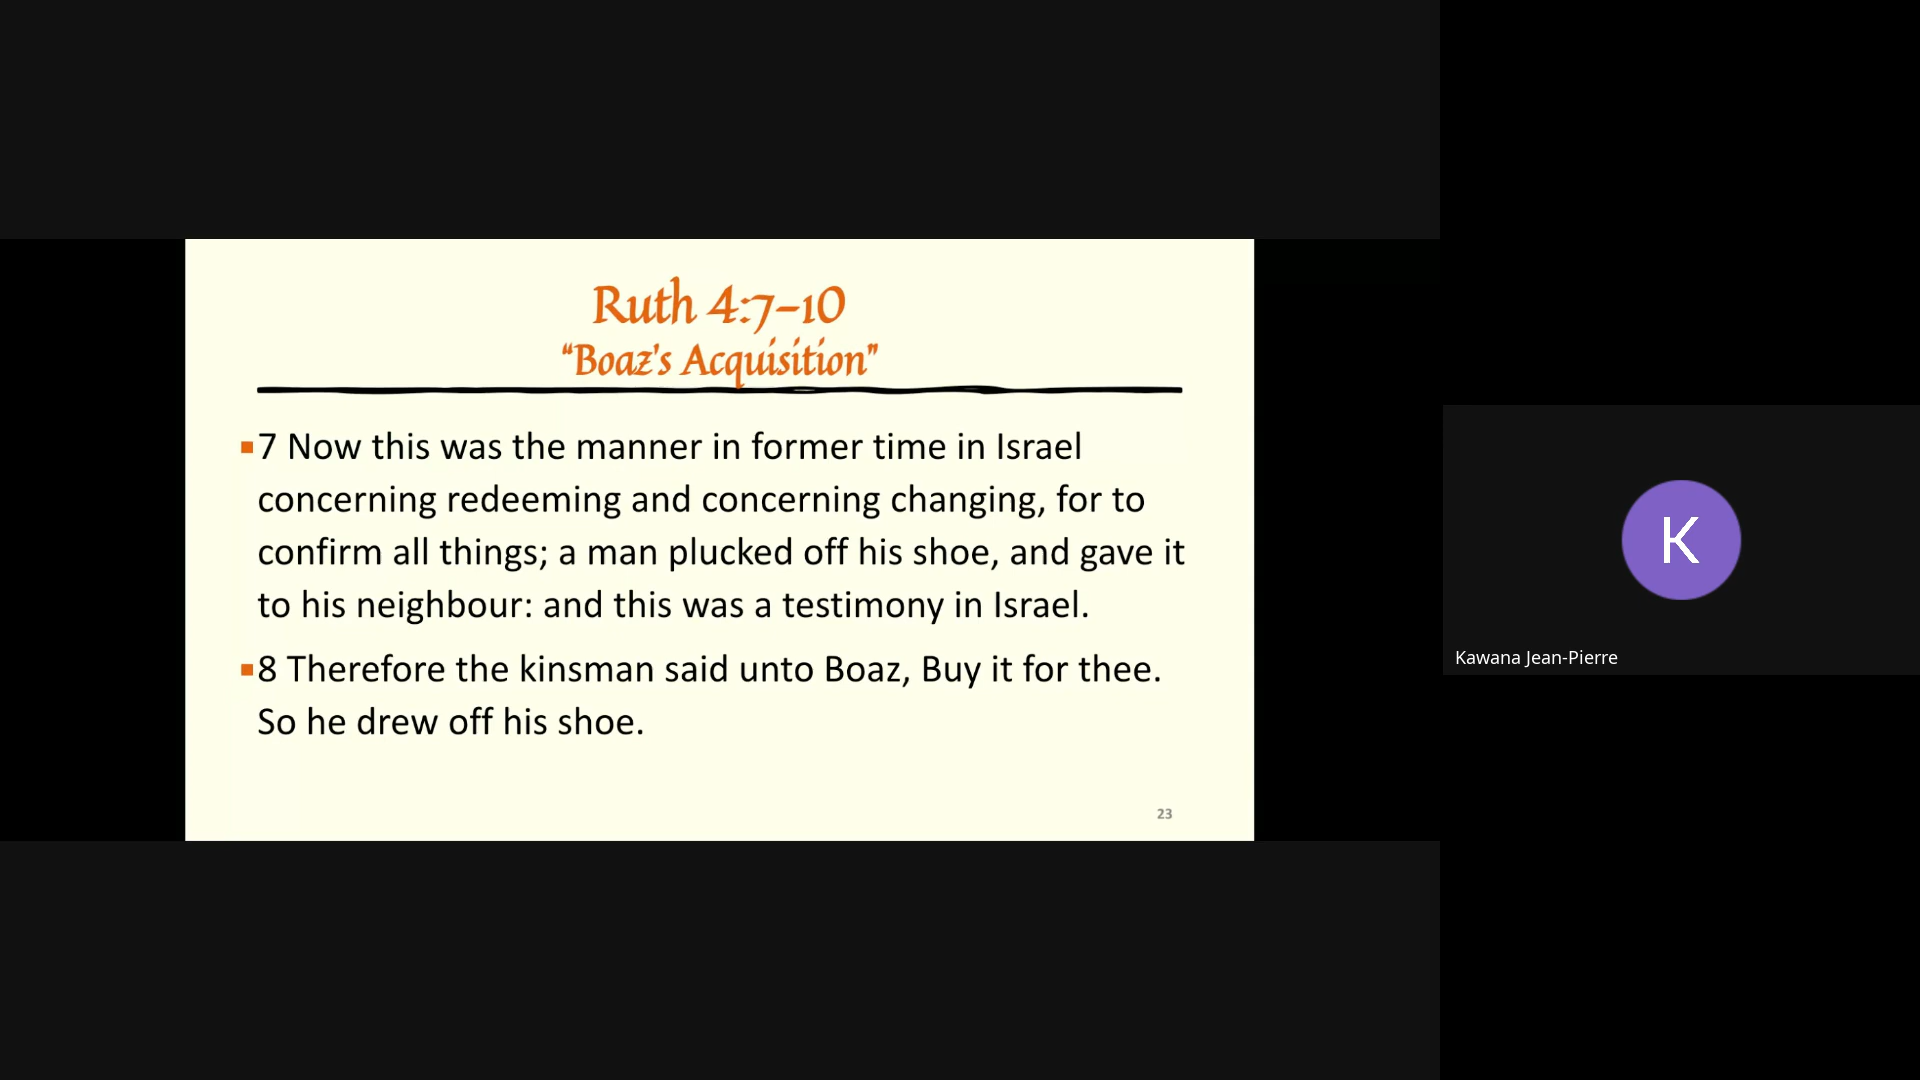 Ruth 4:7–10
“Boaz’s Acquisition”
7 Now this was the manner in former time in Israel
concerning redeeming and concerning changing, for to
confirm all things; a man plucked off his shoe, and gave it
to his neighbour: and this was a testimony in Israel.
8 Therefore the kinsman said unto Boaz, Buy it for thee.
So he drew off his shoe.
23
K
Kawana Jean-Pierre